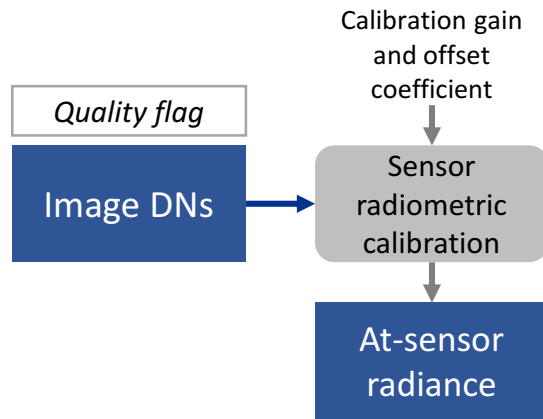 Calibration gain
and offset
coefficient
Quality flag
Image DNs
Sensor
radiometric
calibration
At-sensor
radiance